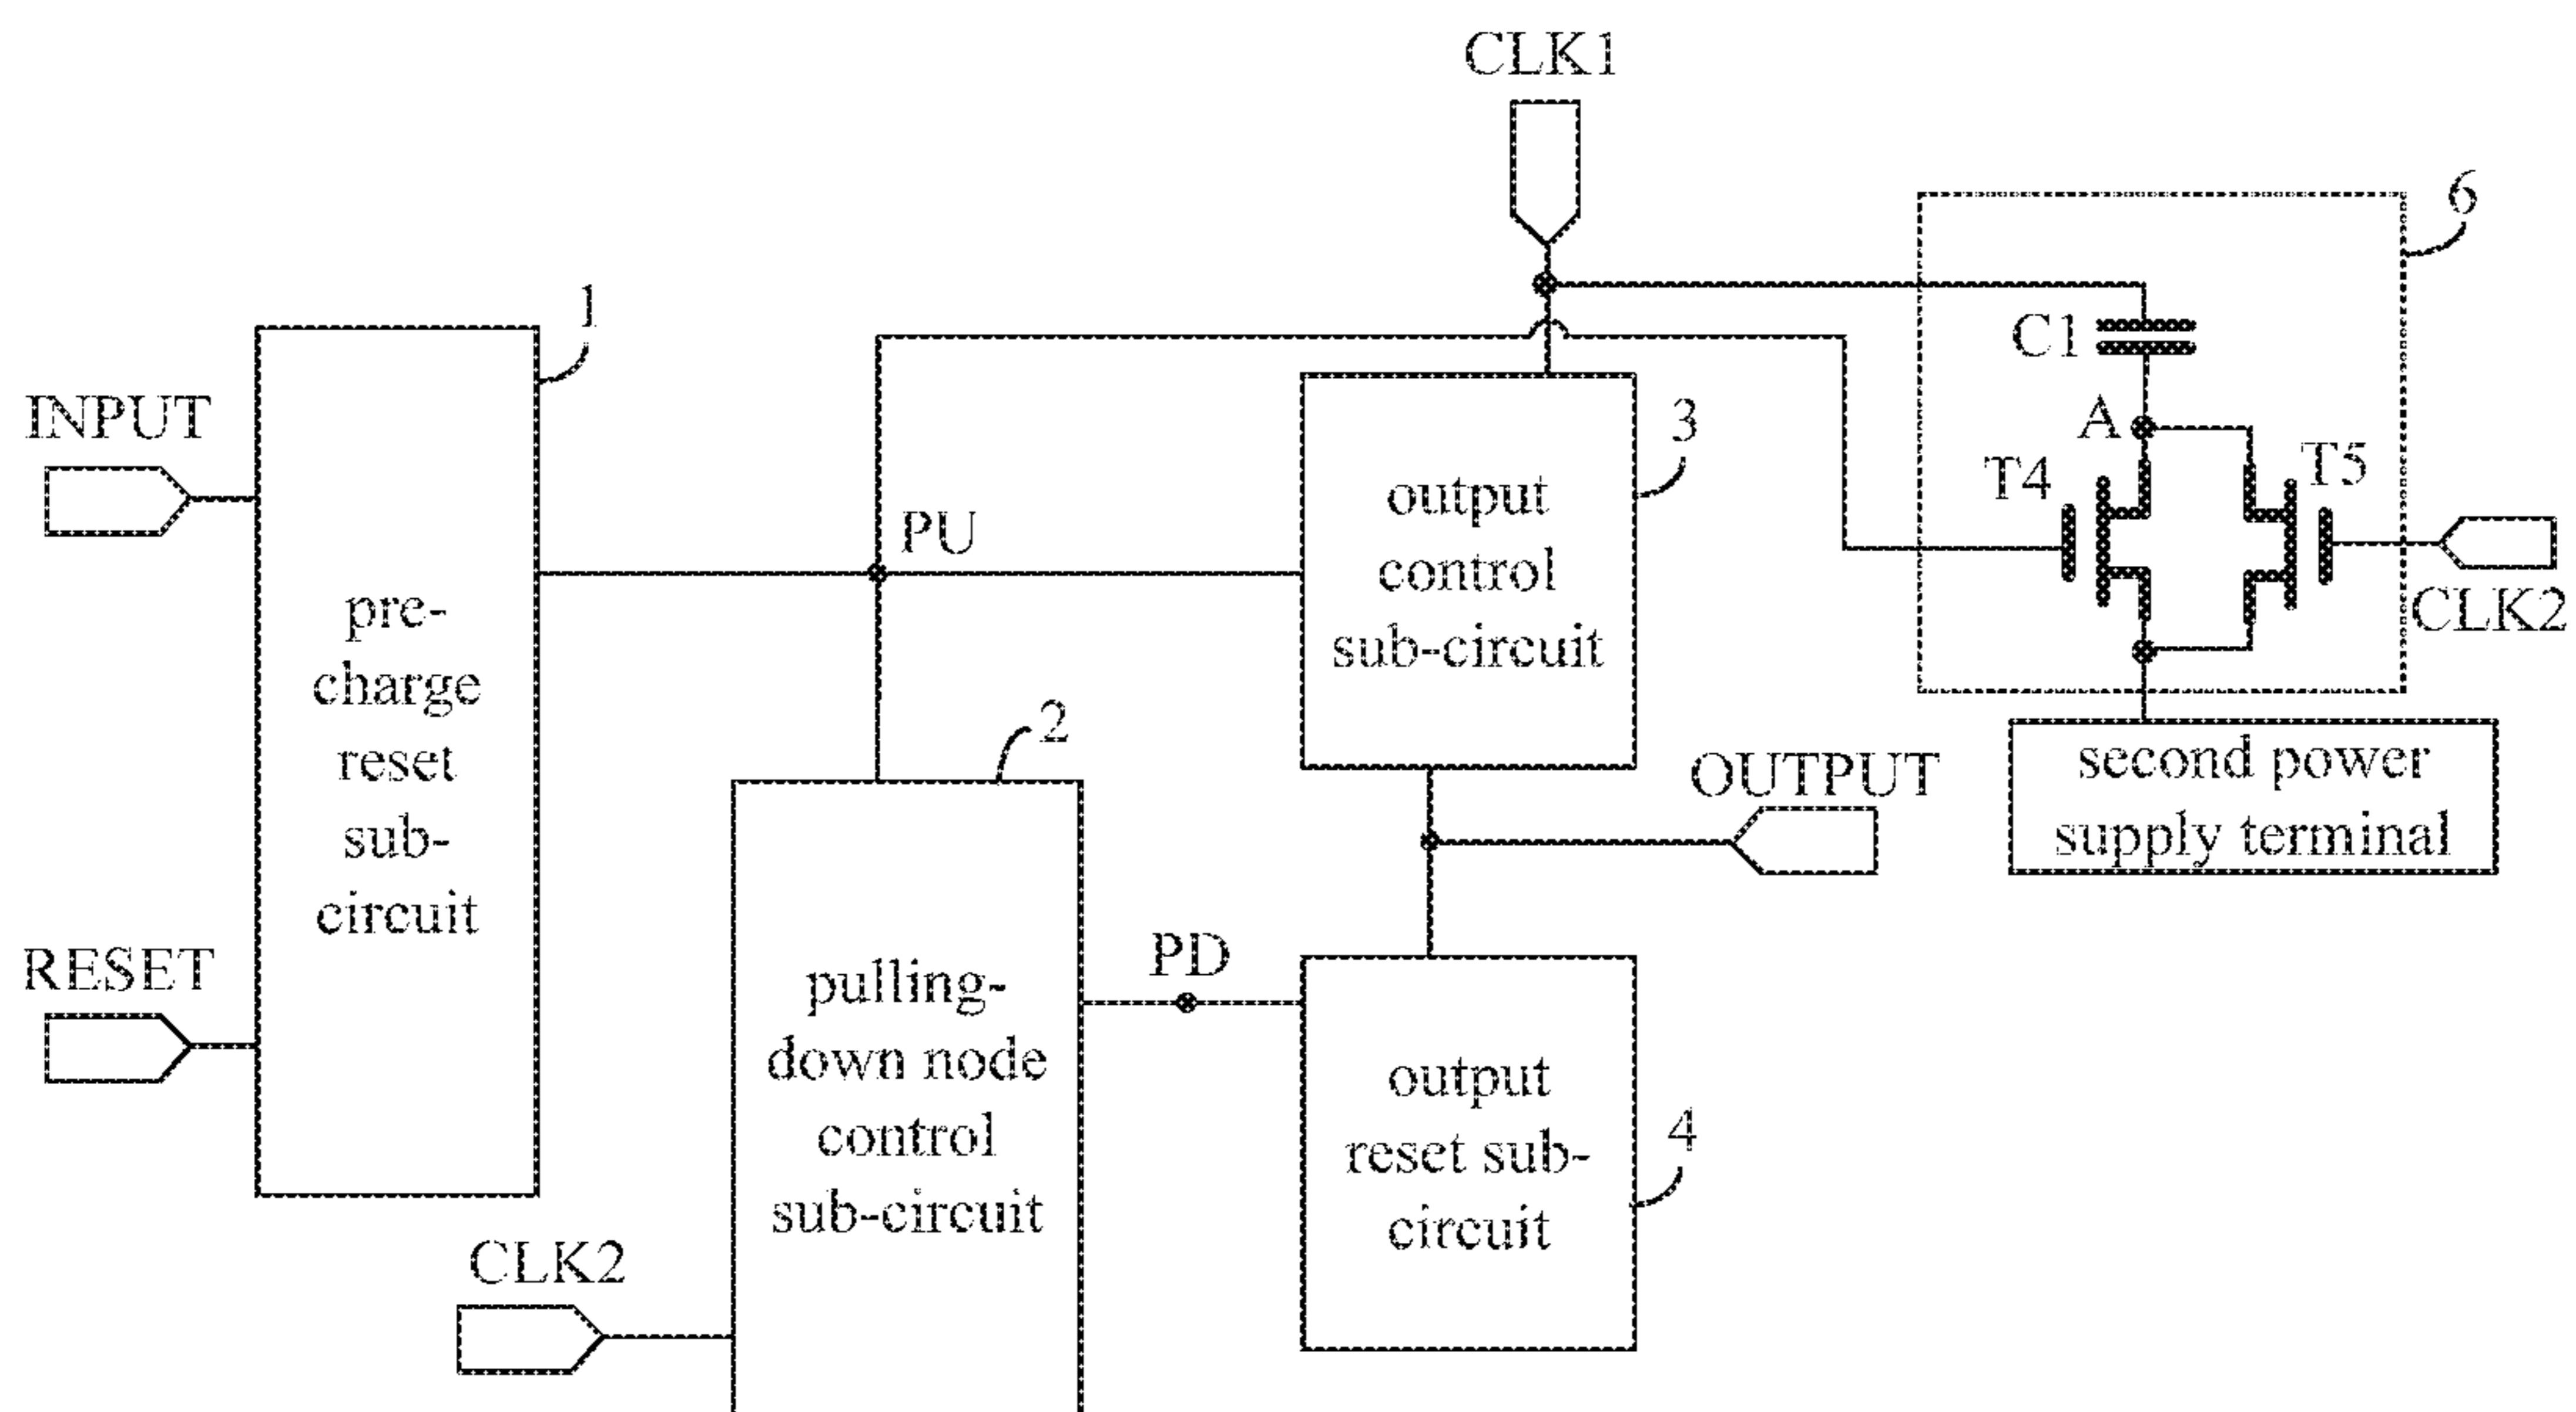 CLK1
6
1
C1
INPUT
A
3
T4
T5
output
control
sub-circuit
PU
CLK2
pre-
charge
reset
sub-
circuit
2
OUTPUT
second power
supply terminal
RESET
PD
pulling-
down node
control
sub-circuit
output
reset sub-
circuit
4
CLK2